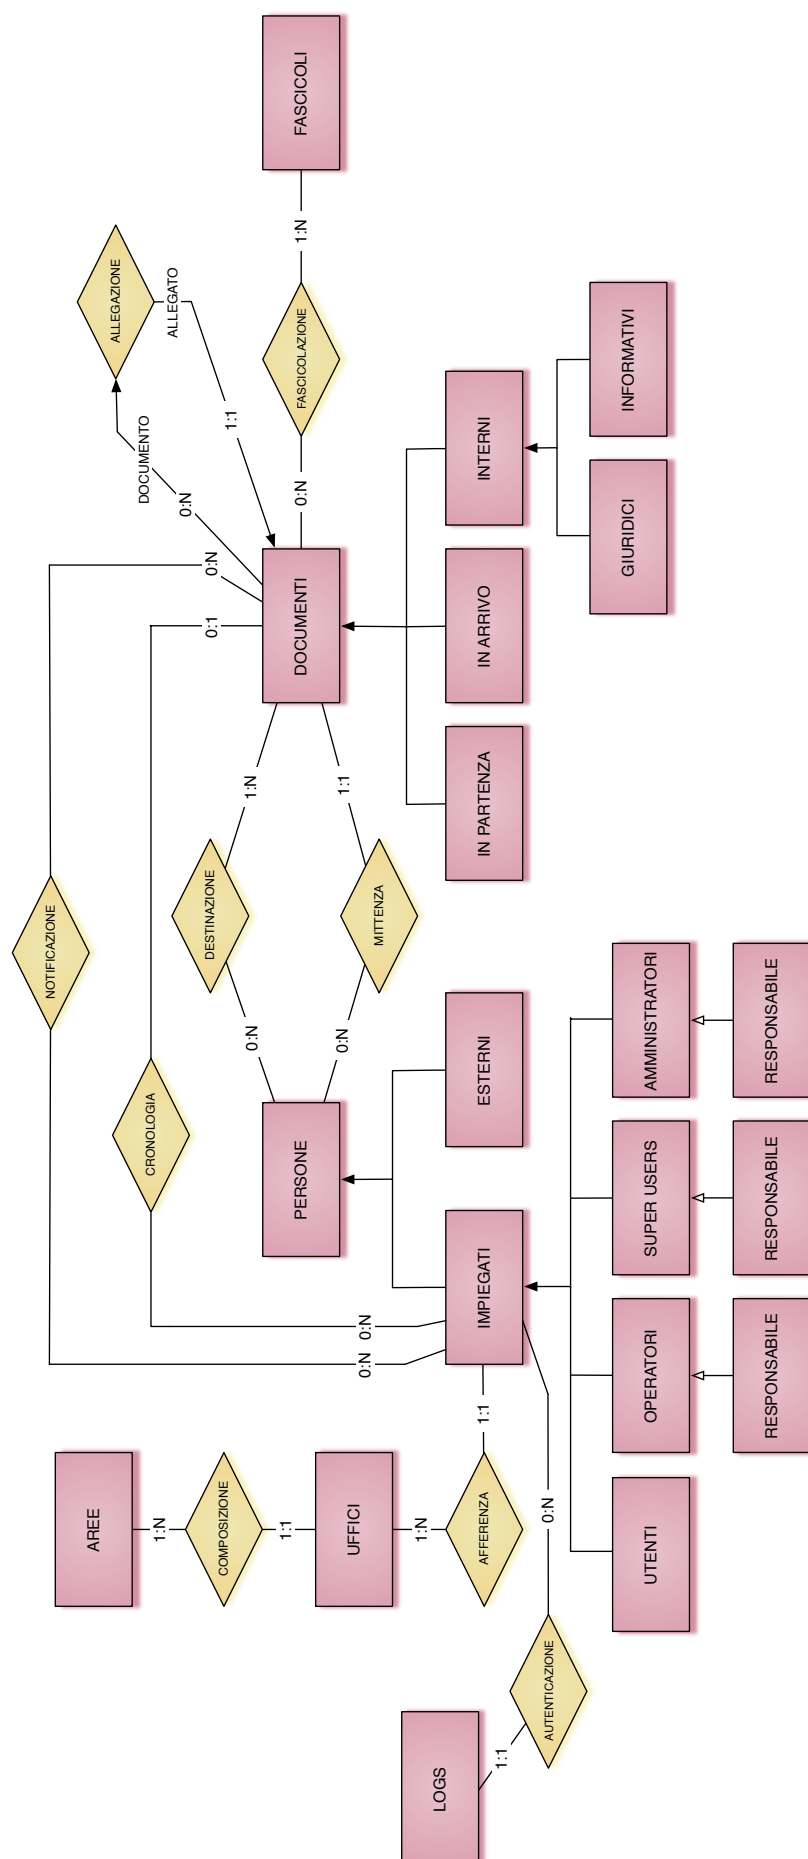 NOTIFICAZIONE
AREE
ALLEGAZIONE
1:N
CRONOLOGIA
DOCUMENTO
ALLEGATO
0:N
COMPOSIZIONE
DESTINAZIONE
0:1
0:N
1:1
0:N
1:N
1:1
PERSONE
DOCUMENTI
0:N
FASCICOLAZIONE
1:N
FASCICOLI
UFFICI
0:N
0:N
0:N
1:1
MITTENZA
1:N
LOGS
AFFERENZA
1:1
IMPIEGATI
ESTERNI
IN PARTENZA
IN ARRIVO
INTERNI
1:1
AUTENTICAZIONE
0:N
GIURIDICI
INFORMATIVI
UTENTI
OPERATORI
SUPER USERS
AMMINISTRATORI
RESPONSABILE
RESPONSABILE
RESPONSABILE